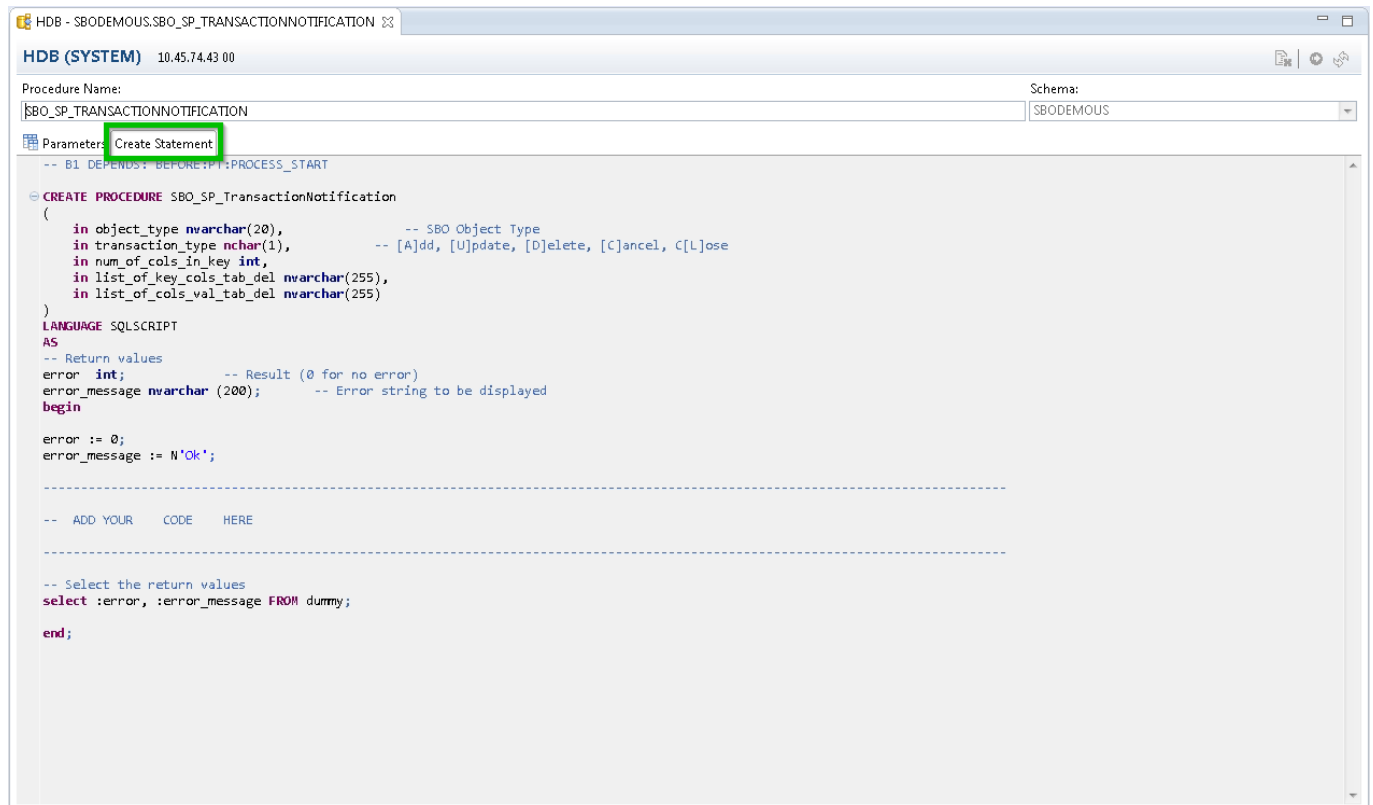 HDB - SBODEMOUS.SBO_SP_TRANSACTIONNOTIFICATION
HDB (SYSTEM) 10.45.74.43 00
Procedure Name: Schema:
SBO_SP_TRANSACTIONNOTIFICATION SBODEMOUS
Parameters Create Statement
-- B1 DEPENDS: BEFORE:PT:PROCESS_START
CREATE PROCEDURE SBO_SP_TransactionNotification
(
in object_type nvarchar(20), -- SBO Object Type
in transaction_type nchar(1), -- [A]dd, [U]pdate, [D]elete, [C]ancel, C[L]ose
in num_of_cols_in_key int,
in list_of_key_cols_tab_del nvarchar(255),
in list_of_cols_val_tab_del nvarchar(255)
)
LANGUAGE SQLSCRIPT
AS
-- Return values
error int; -- Result (0 for no error)
error_message nvarchar (200); -- Error string to be displayed
begin
error := 0;
error_message := N'Ok';
--------------------------------------------------------------------------------------------------------------------------------
-- ADD YOUR CODE HERE
--------------------------------------------------------------------------------------------------------------------------------
-- Select the return values
select :error, :error_message FROM dummy;
end;